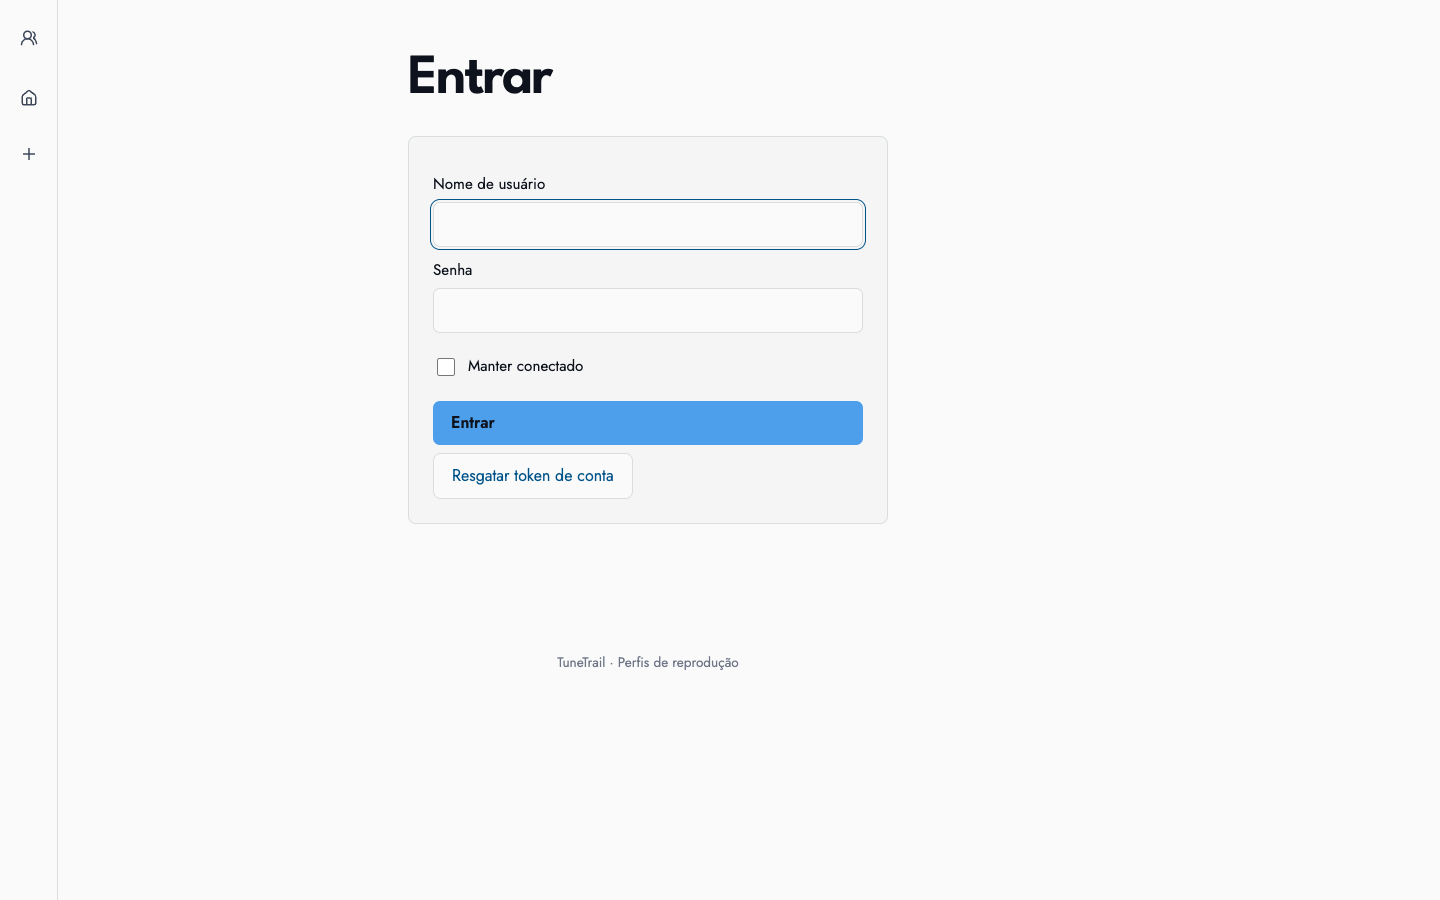 Entrar
Nome de usuário
Senha
Manter conectado
Entrar
Resgatar token de conta
TuneTrail · Perfis de reprodução